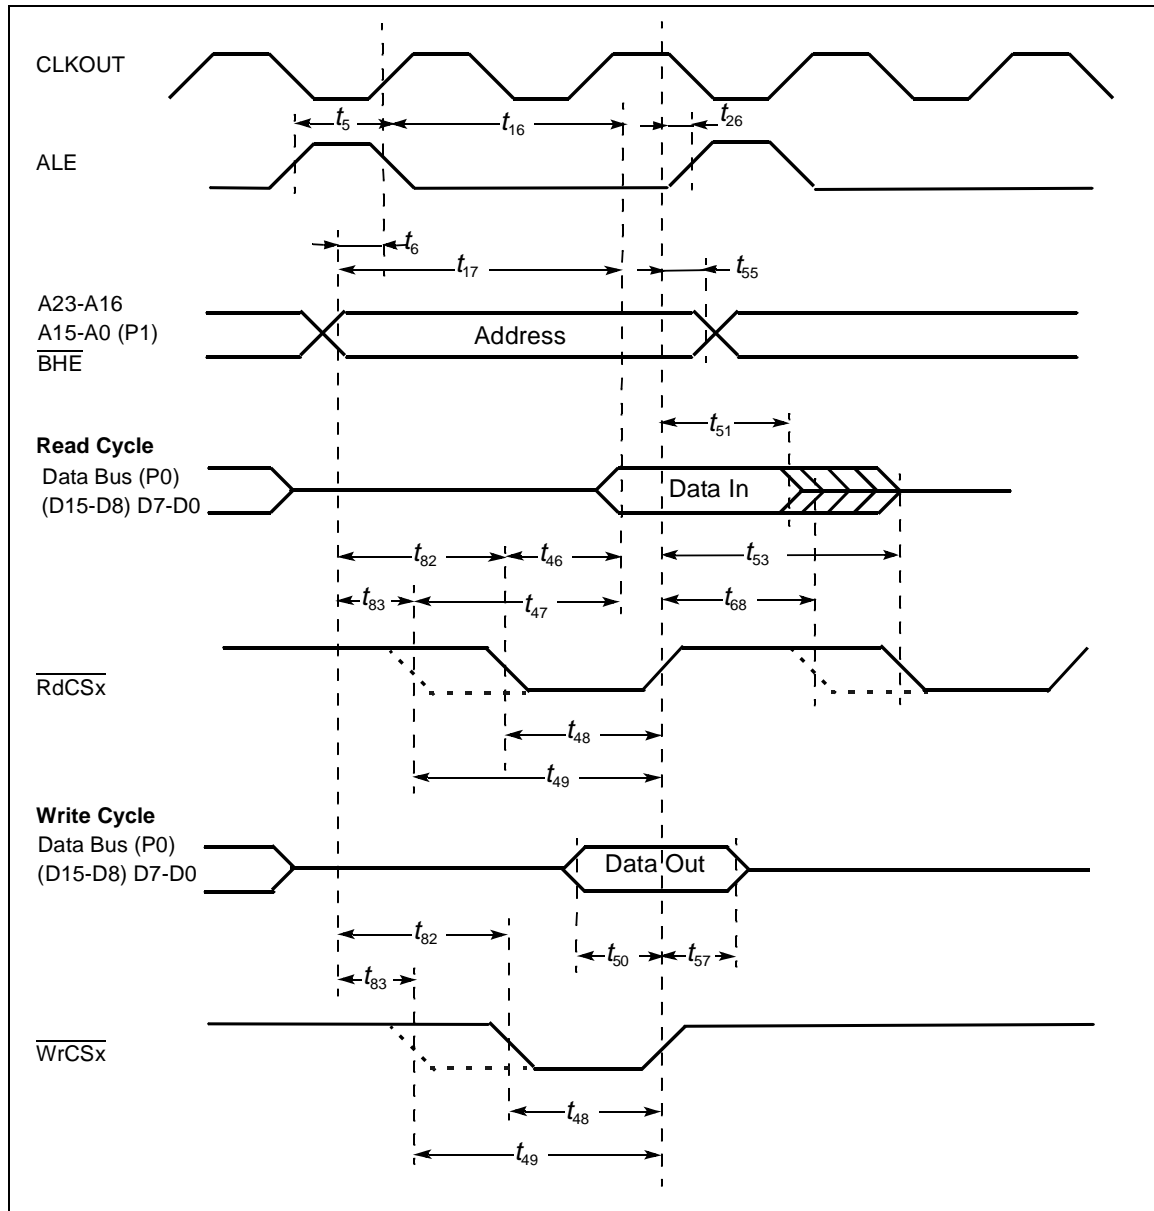 CLKOUT
t5
t16
t26
ALE
t6
t17
t55
A23-A16
A15-A0 (P1)
BHE
Address
t51
Read Cycle
Data Bus (P0)
(D15-D8) D7-D0
Data In
t82
t46
t53
t83
t47
t68
RdCSx
t48
t49
Write Cycle
Data Bus (P0)
(D15-D8) D7-D0
Data Out
t82
t50
t57
t83
WrCSx
t48
t49